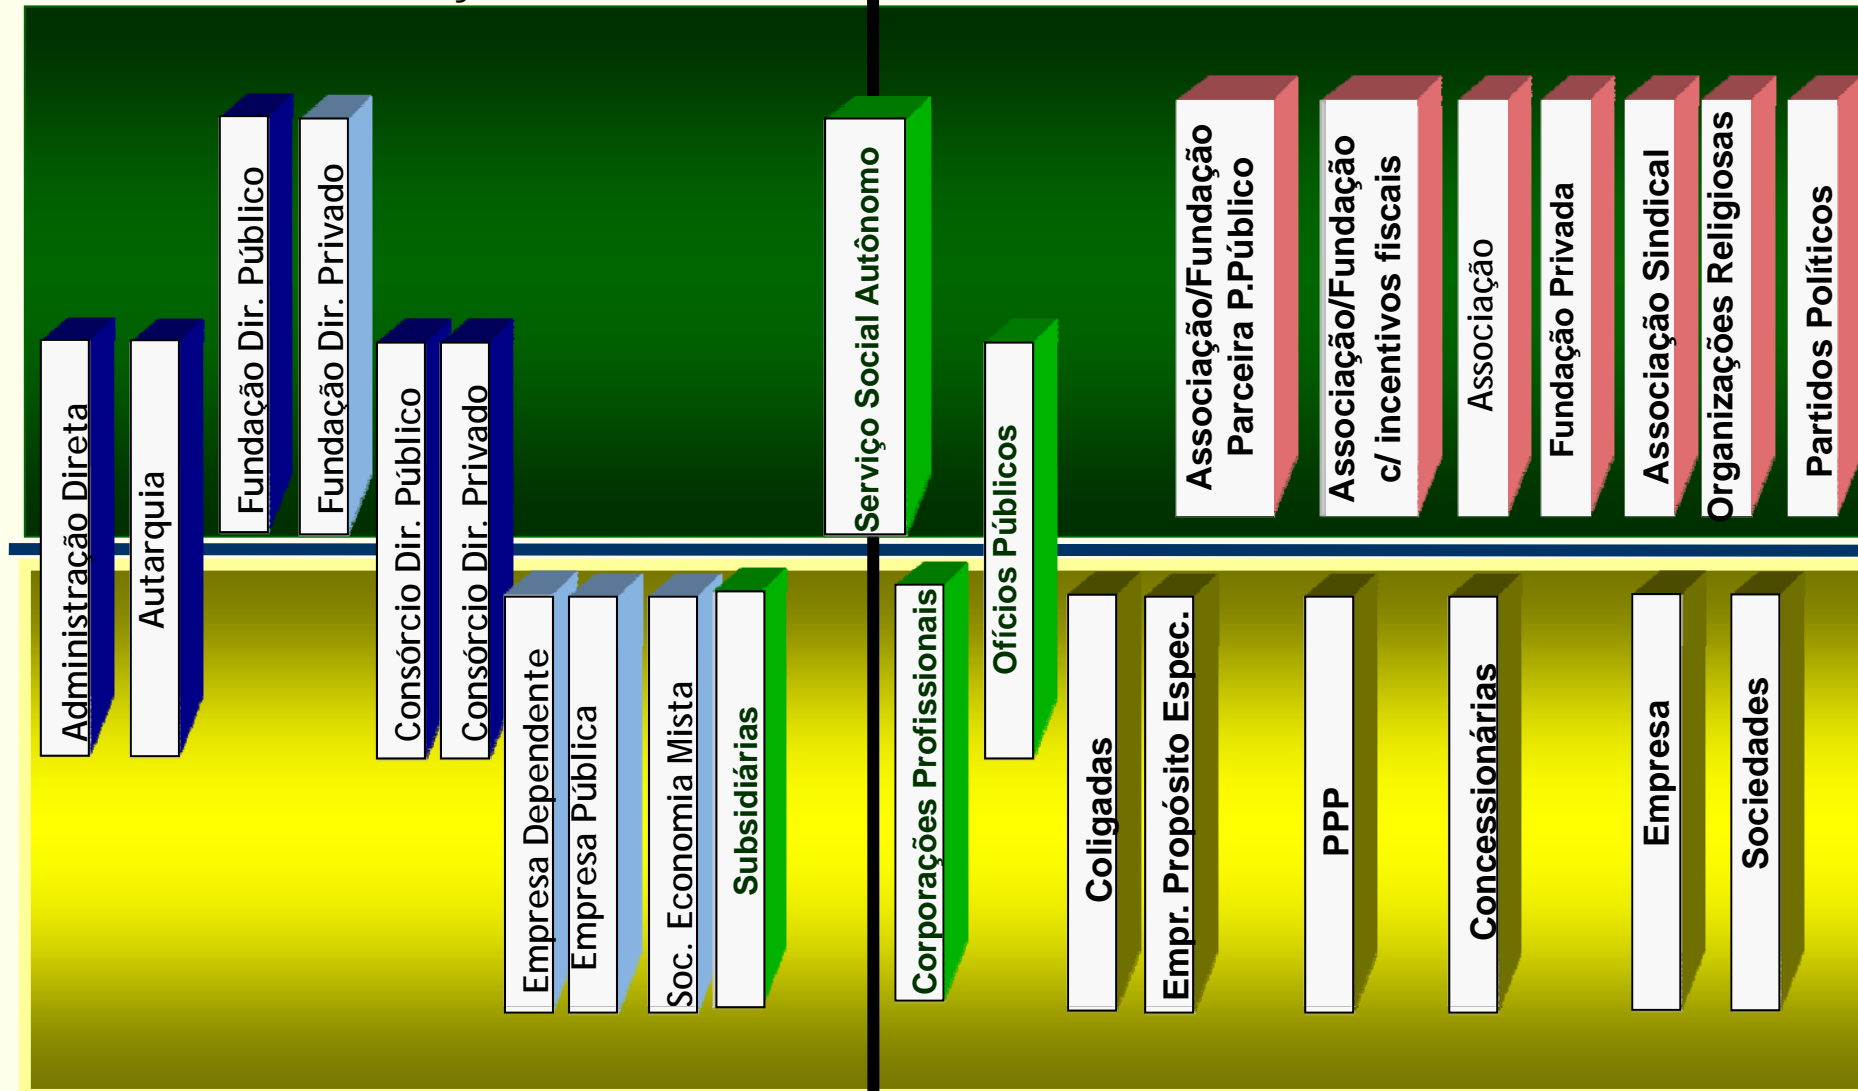 Administração Direta
Autarquia
Fundação Dir. Público
Fundação Dir. Privado
Consórcio Dir. Público
Consórcio Dir. Privado
Empresa Dependente
Empresa Pública
Soc. Economia Mista
Subsidiárias
Serviço Social Autônomo
Corporações Profissionais
Ofícios Públicos
Coligadas
Empr. Propósito Espec.
Associação/Fundação
Parceira P.Público
PPP
Associação/Fundação
c/ incentivos fiscais
Concessionárias
Associação
Fundação Privada
Associação Sindical
Empresa
Organizações Religiosas
Sociedades
Partidos Políticos